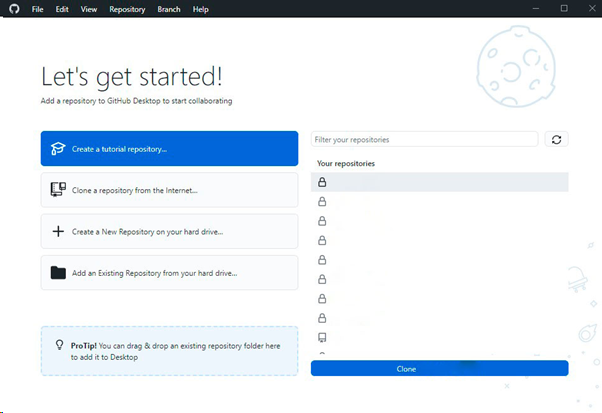 File Edit View Repository Branch Help
Let's get started!
Add a repository to GitHub Desktop to start collaborating
Create a tutorial repository...
Clone a repository from the Internet...
Create a New Repository on your hard drive...
Add an Existing Repository from your hard drive...
ProTip! You can drag & drop an existing repository folder here
to add it to Desktop
Filter your repositories
Your repositories
Clone